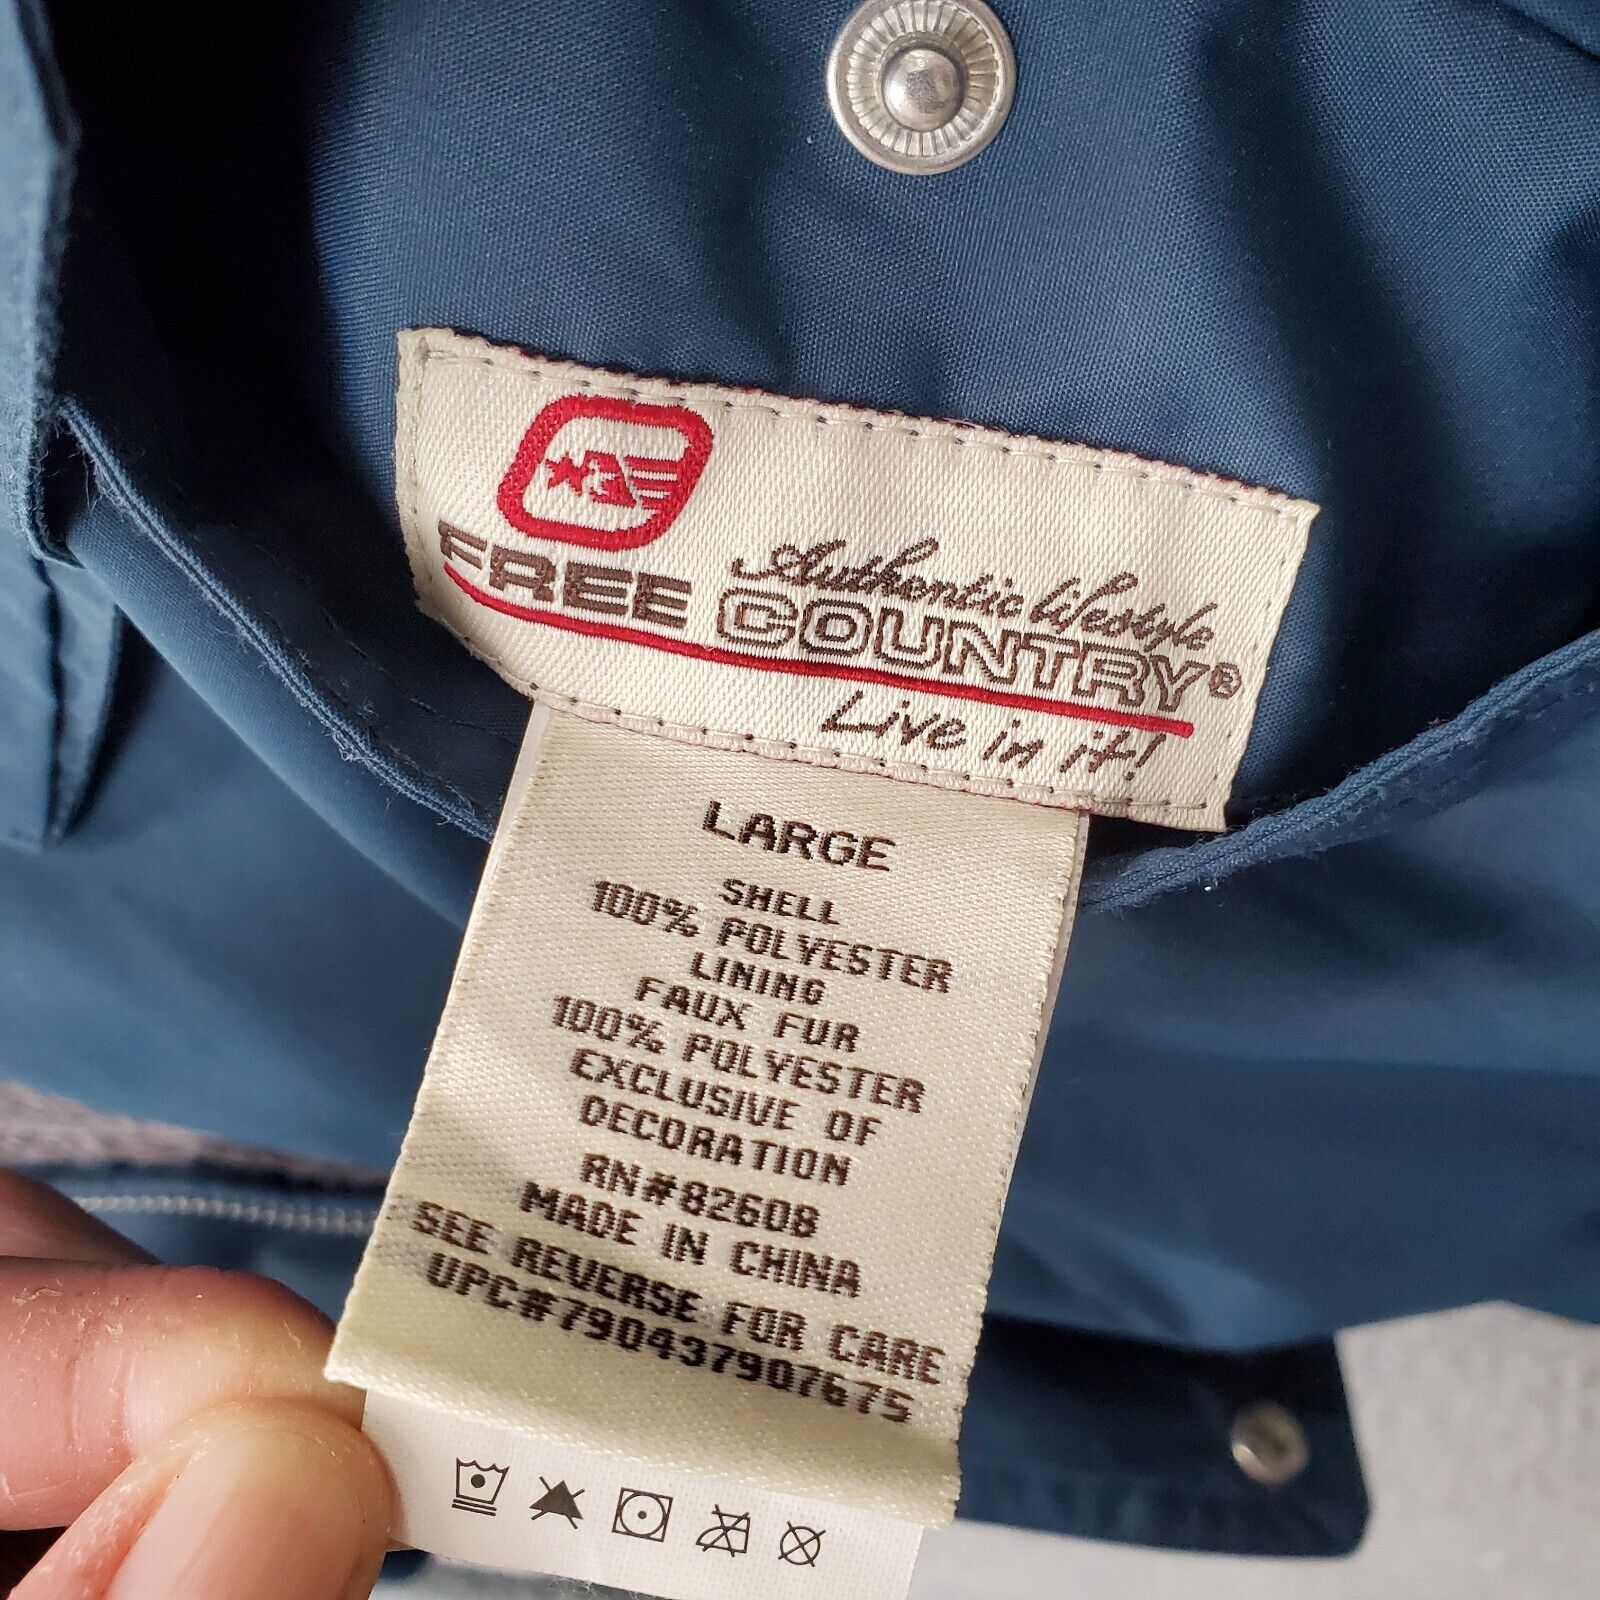 Authentic lifestyle
FREE COUNTRY®
Live in it!
LARGE
SHELL
100% POLYESTER
LINING
FAUX FUR
100% POLYESTER
EXCLUSIVE OF
DECORATION
RN#82608
MADE IN CHINA
SEE REVERSE FOR CARE
UPC#790437907675